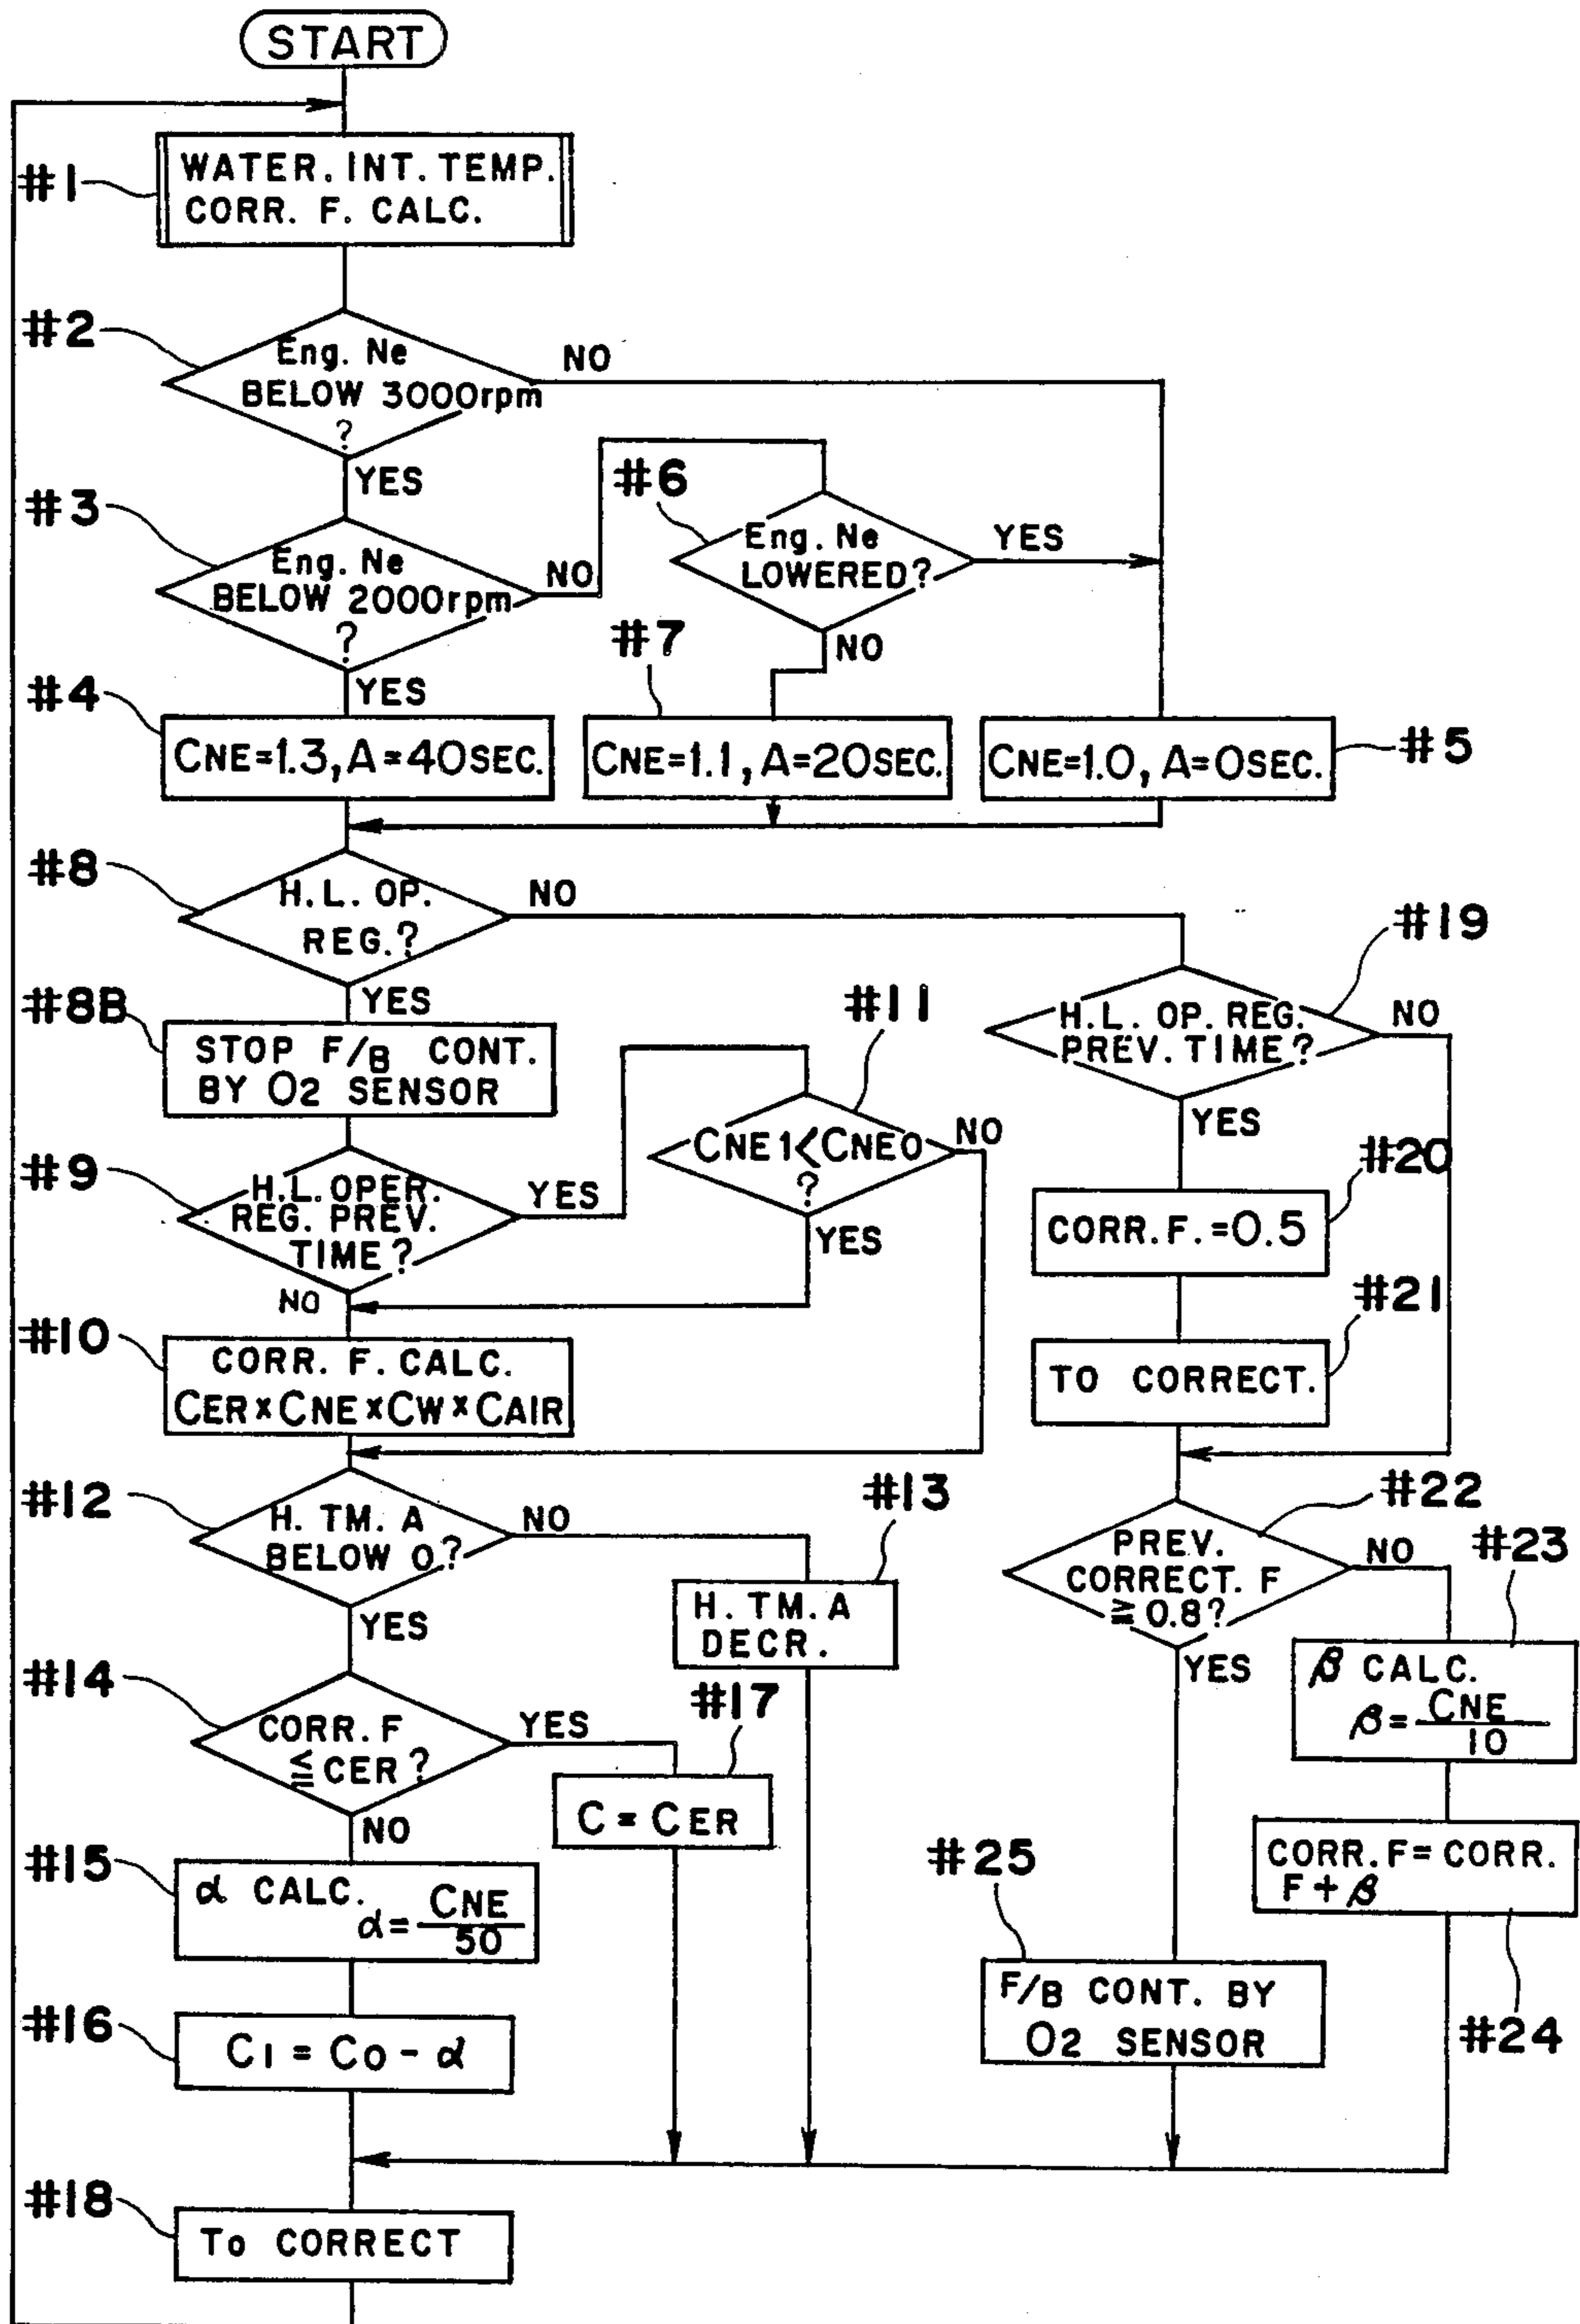 START
#1
WATER. INT. TEMP.
CORR. F. CALC.
#2
Eng. Ne
BELOW 3000rpm
?
NO
YES
#3
Eng. Ne
BELOW 2000rpm
?
NO
YES
#6
Eng. Ne
LOWERED?
YES
NO
#4
CNE=1.3, A=40SEC.
#7
CNE=1.1, A=20SEC.
CNE=1.0, A=0SEC.
#5
#8
H. L. OP.
REG.?
NO
YES
#8B
STOP F/B CONT.
BY O2 SENSOR
#9
H.L. OPER.
REG. PREV.
TIME?
YES
NO
#11
CNE1<CNE0
?
NO
YES
#10
CORR. F. CALC.
CER×CNE×CW×CAIR
#12
H. TM. A
BELOW 0.?
NO
YES
#13
H. TM. A
DECR.
#14
CORR. F
≦ CER?
YES
NO
#17
C = CER
#15
α CALC.
α = CNE
50
#16
C1 = C0 - α
#18
To CORRECT
#19
H.L. OP. REG.
PREV. TIME?
NO
YES
#20
CORR. F. = 0.5
#21
TO CORRECT.
#22
PREV.
CORRECT. F
≧ 0.8?
NO
YES
#23
β CALC.
β = CNE
10
CORR. F = CORR.
F + β
#24
#25
F/B CONT. BY
O2 SENSOR